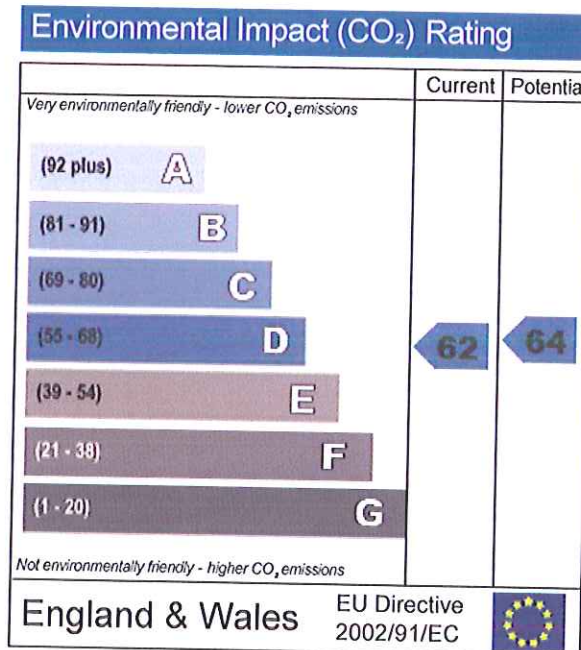 Environmental Impact (CO₂) Rating
Current Potentia
Very environmentally friendly - lower CO₂ emissions
(92 plus) A
(81 - 91) B
(69 - 80) C
(55 - 68) D 62 64
(39 - 54) E
(21 - 38) F
(1 - 20) G
Not environmentally friendly - higher CO₂ emissions
England & Wales
EU Directive
2002/91/EC